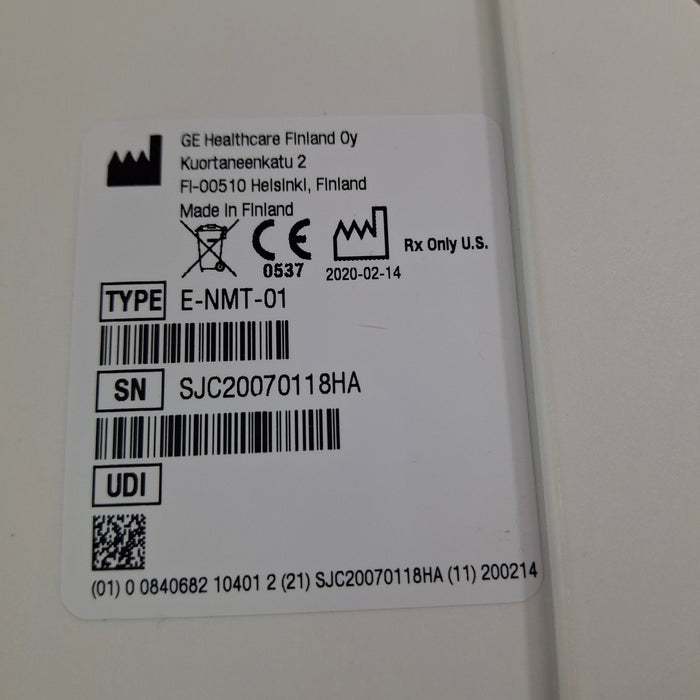 GE Healthcare Finland Oy
Kuortaneenkatu 2
FI-00510 Helsinki, Finland
Made in Finland
CE
0537
2020-02-14
Rx Only U.S.
TYPE E-NMT-01
SN SJC20070118HA
UDI
(01) 0 0840682 10401 2 (21) SJC20070118HA (11) 200214